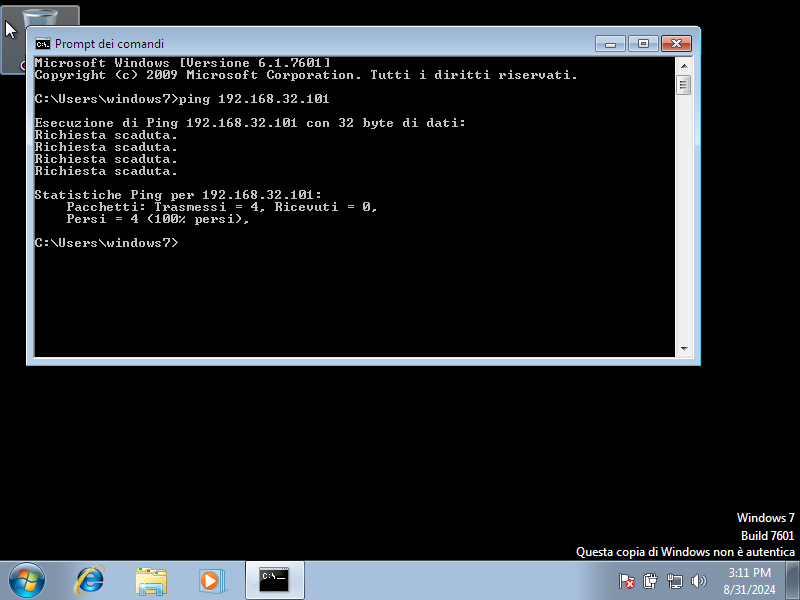 Prompt dei comandi
Microsoft Windows [Versione 6.1.7601]
Copyright (c) 2009 Microsoft Corporation. Tutti i diritti riservati.
C:\Users\windows7>ping 192.168.32.101
Esecuzione di Ping 192.168.32.101 con 32 byte di dati:
Richiesta scaduta.
Richiesta scaduta.
Richiesta scaduta.
Richiesta scaduta.
Statistiche Ping per 192.168.32.101:
    Pacchetti: Trasmessi = 4, Ricevuti = 0,
    Persi = 4 (100% persi),
C:\Users\windows7>
Windows 7
Build 7601
Questa copia di Windows non è autentica
3:11 PM
8/31/2024